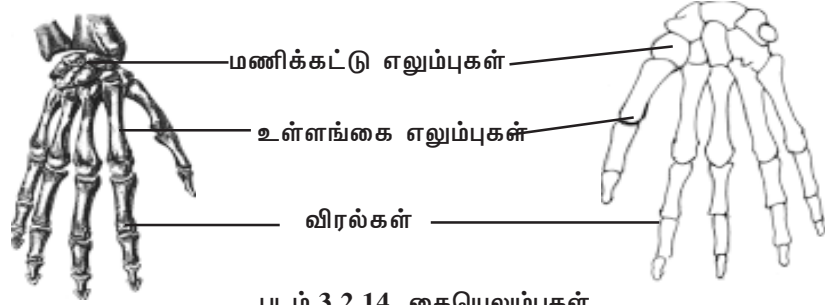 மணிக்கட்டு எலும்புகள்
உள்ளங்கை எலும்புகள்
விரல்கள்
படம் 3.2.14 கையெலும்புகள்